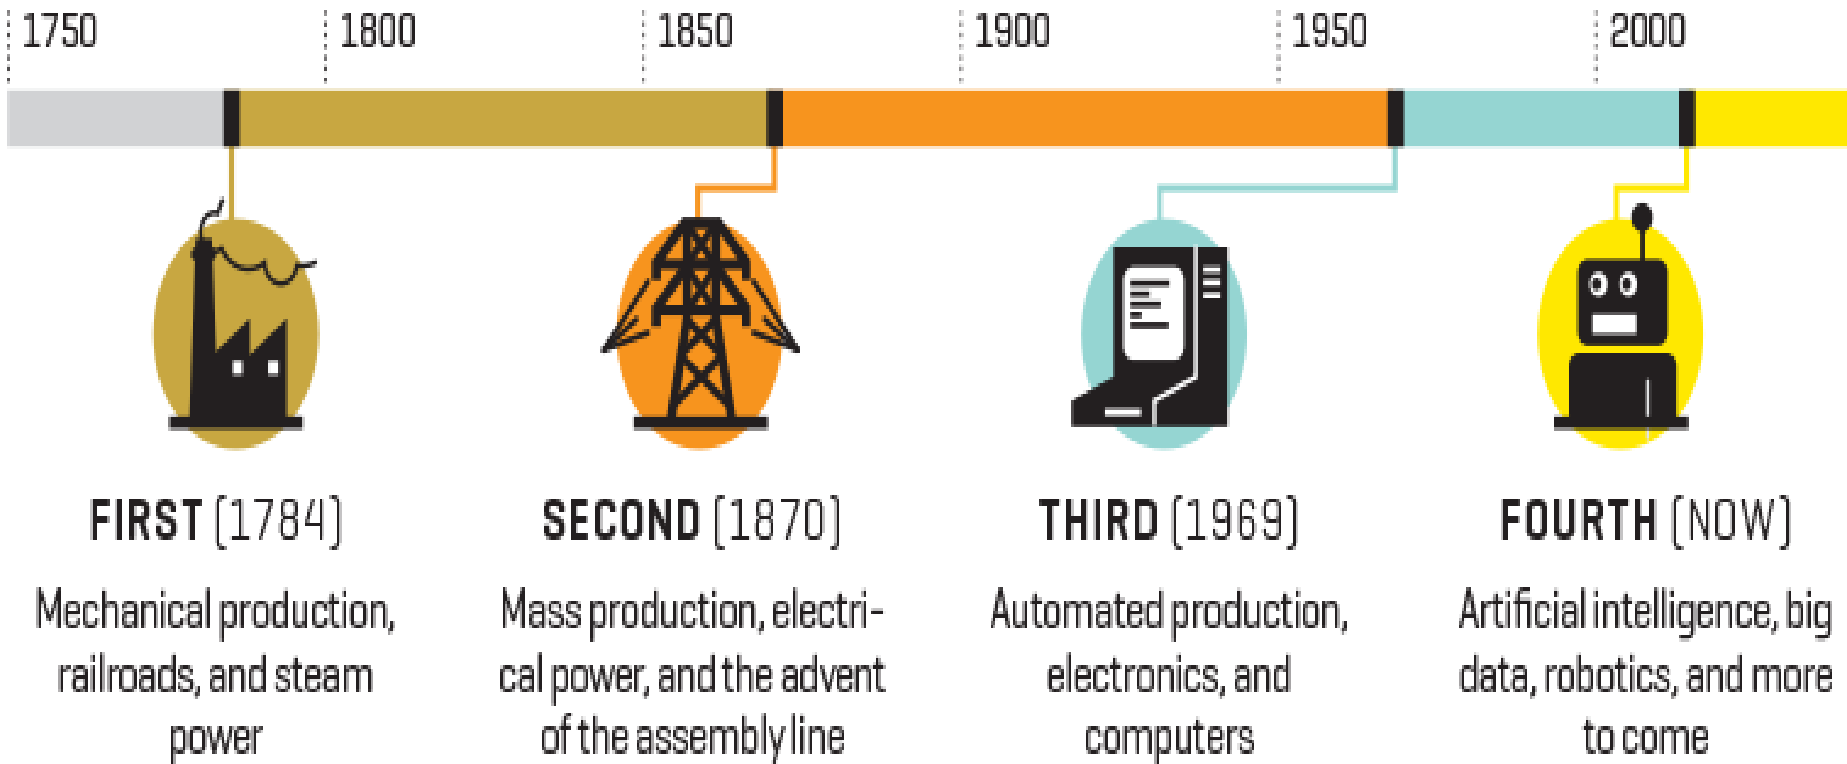 1750 1800 1850 1900 1950 2000
FIRST (1784)
Mechanical production,
railroads, and steam
power
SECOND (1870)
Mass production, electri-
cal power, and the advent
of the assembly line
THIRD (1969)
Automated production,
electronics, and
computers
FOURTH (NOW)
Artificial intelligence, big
data, robotics, and more
to come